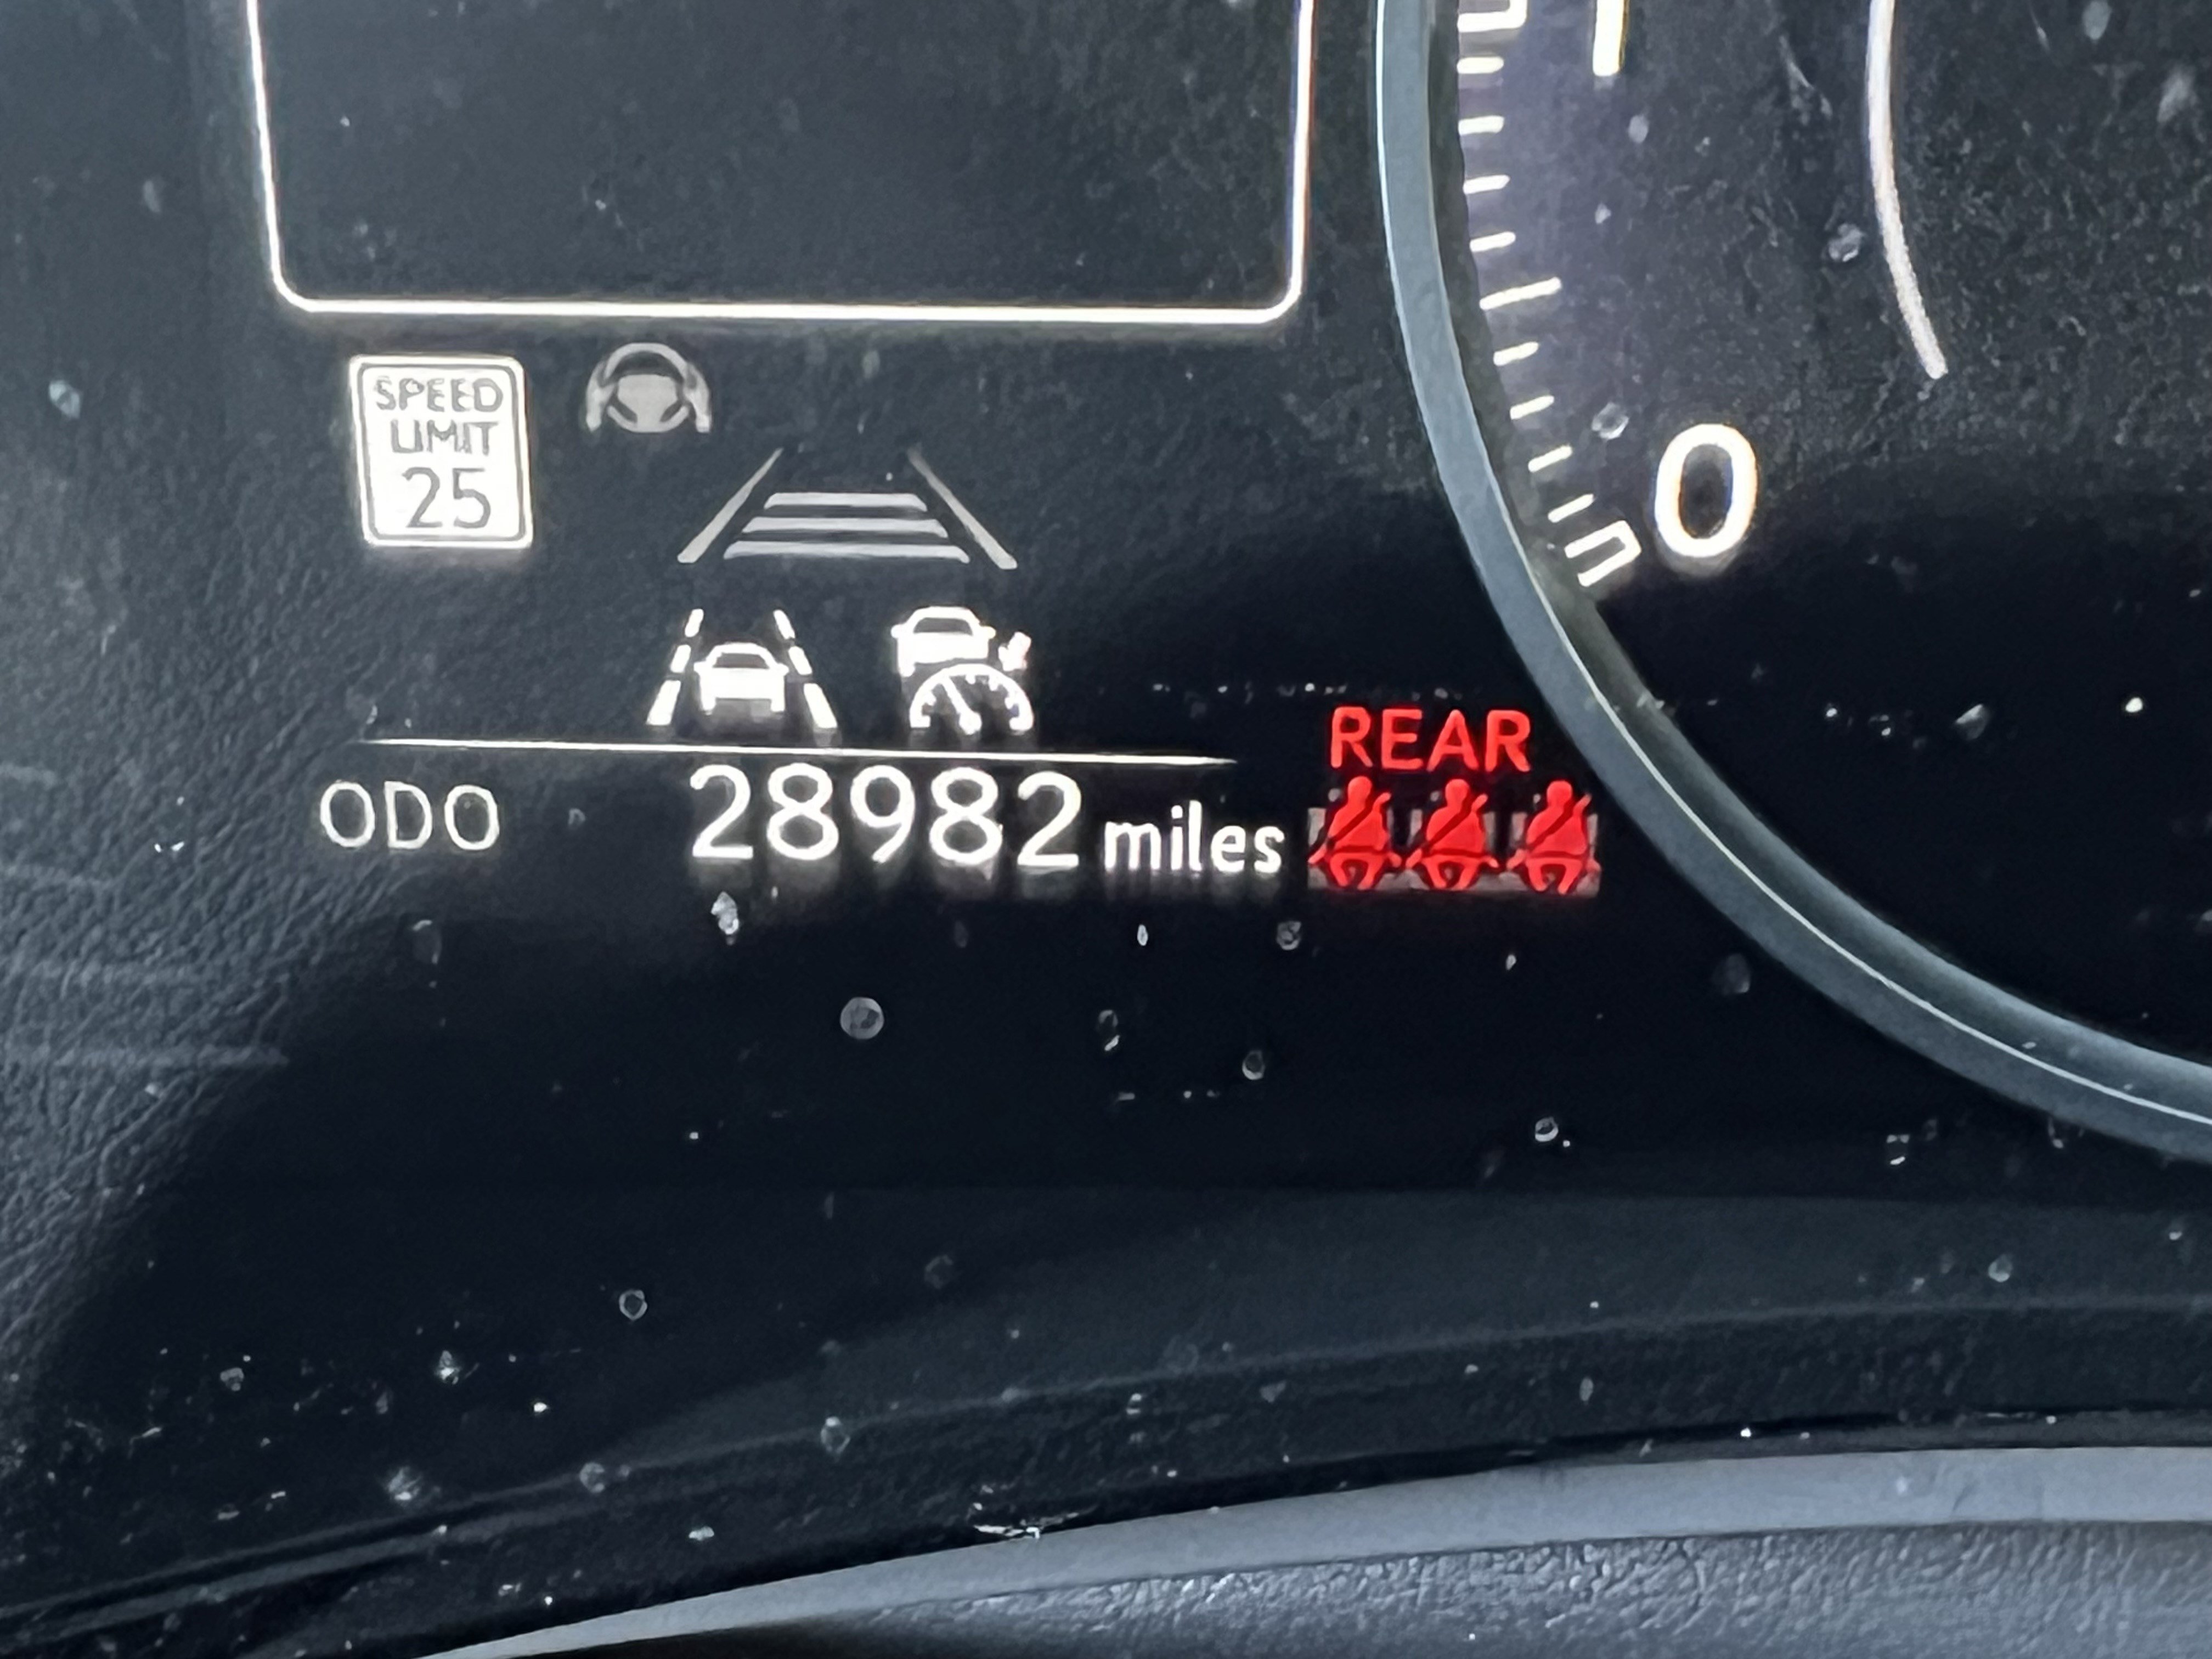 SPEED
LIMIT
25
0
REAR
ODO 28982 miles